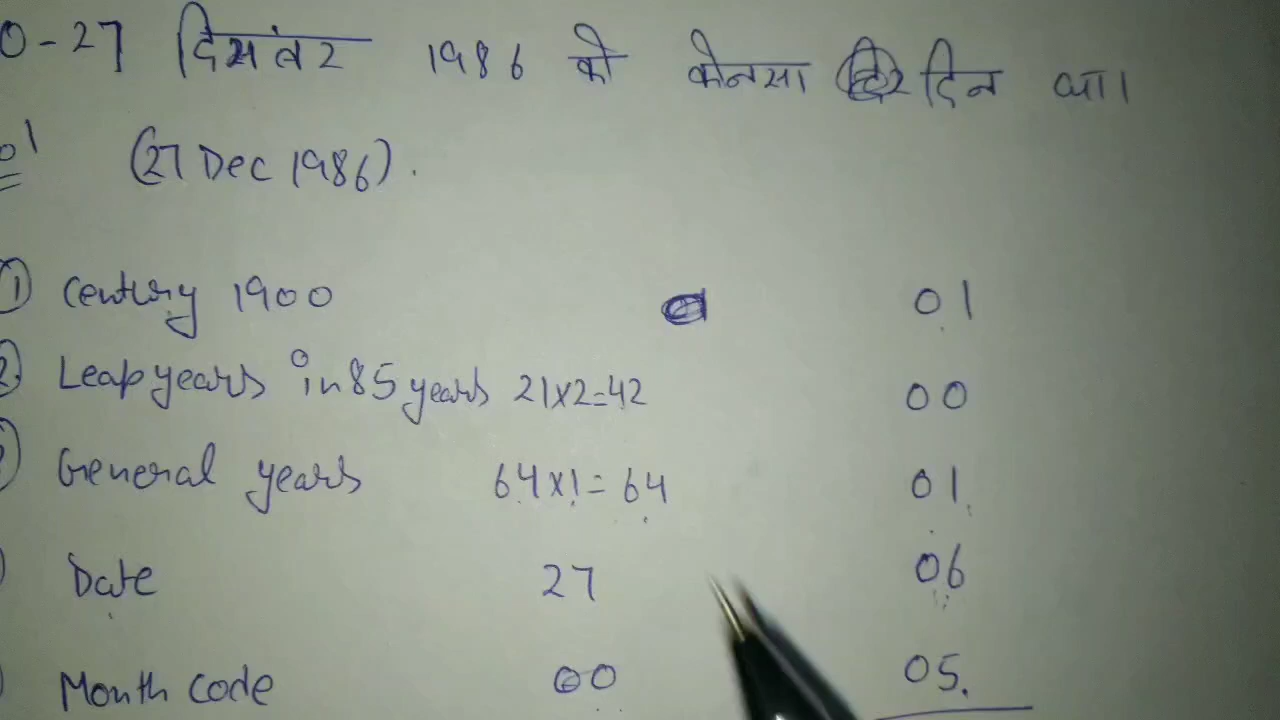 0-27 दिसंबर 1986 को कोनसा दिन था।
(27 Dec 1986).
① Century 1900 01
2. Leap years in 85 years 21x2=42 00
General years 64x1=64 01
Date 27 06
Month code 00 05.